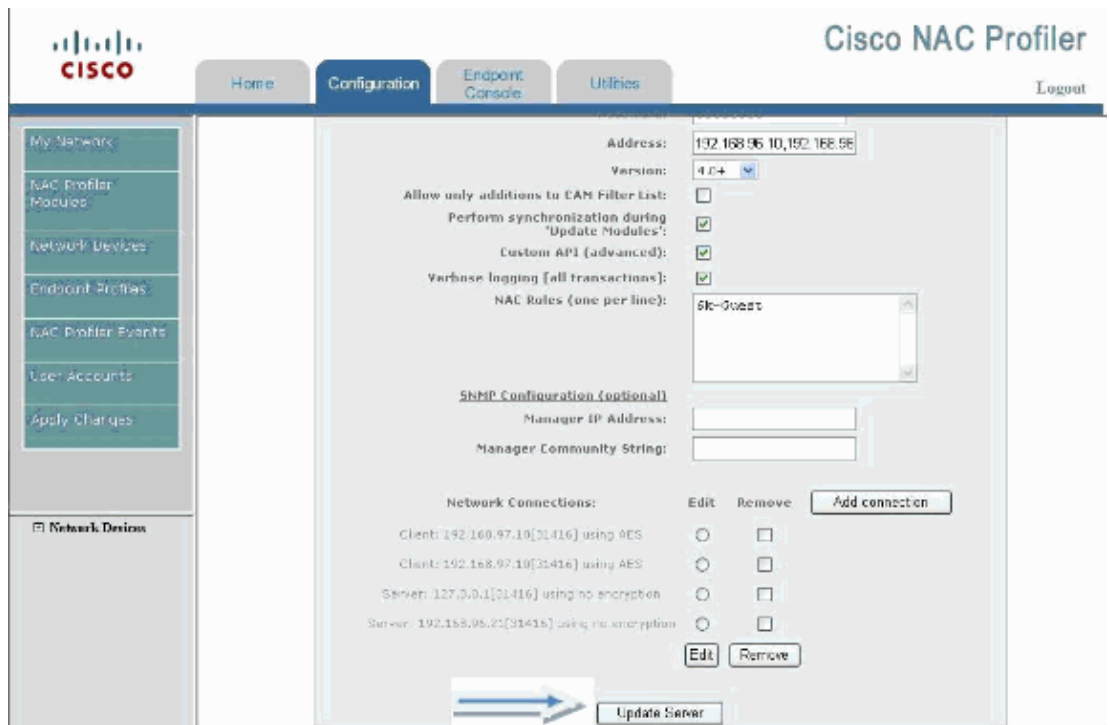 CISCO
Cisco NAC Profiler
Home
Configuration
Endpoint Console
Utilities
Logout
My Network
NAC Profiler Modules
Network Devices
Endpoint Profiles
NAC Profiler Events
User Accounts
Apply Changes
Network Devices
Address: 192.168.96.10,192.168.96
Version: 4.0+
Allow only additions to CAM Filter List:
Perform synchronization during
'Update Modules':
Custom API (advanced):
Verbose logging [all transactions]:
NAC Roles (one per line):
SNMP Configuration (optional)
Manager IP Address:
Manager Community String:
Network Connections: Edit Remove Add connection
Client: 192.168.97.10[31416] using AES
Client: 192.168.97.10[31416] using AES
Server: 127.0.0.1[31416] using no encryption
Server: 192.168.96.21[31416] using no encryption
Edit Remove
Update Server